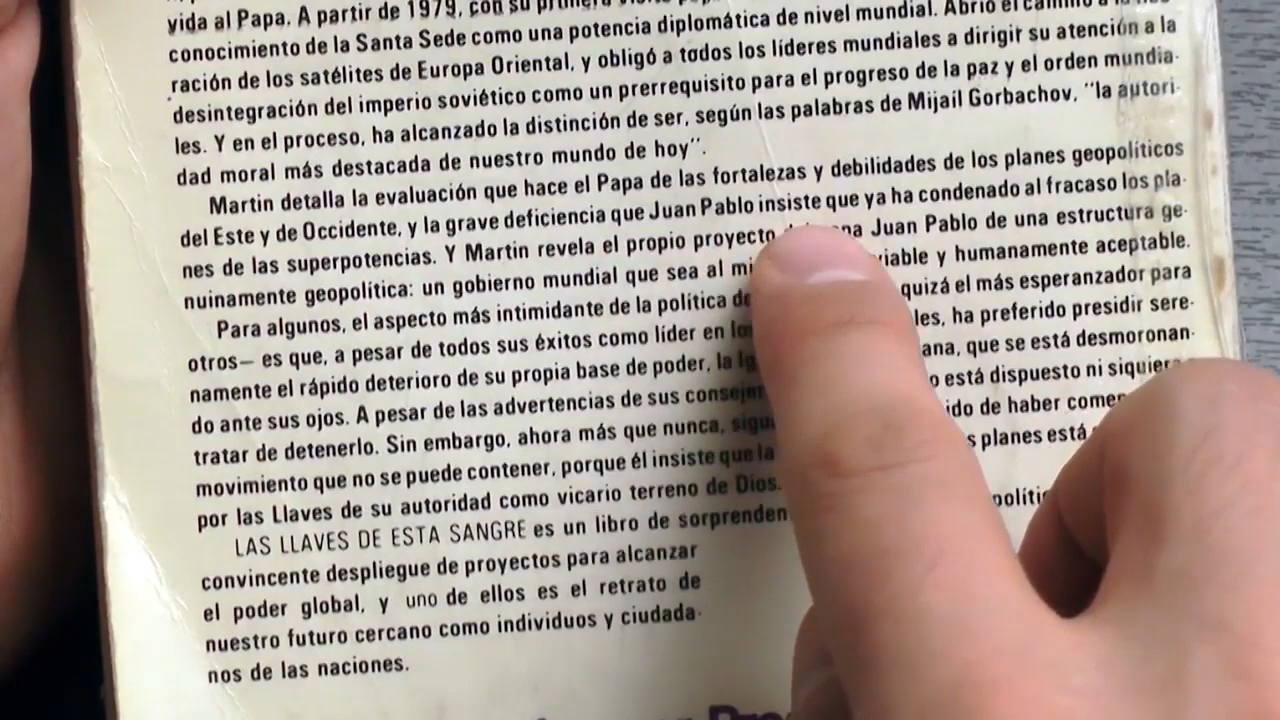 vida al Papa. A partir de 1979, con su
conocimiento de la Santa Sede como una potencia diplomática de nivel mundial. Abrió el camino a la
ración de los satélites de Europa Oriental, y obligó a todos los líderes mundiales a dirigir su atención a la
desintegración del imperio soviético como un prerrequisito para el progreso de la paz y el orden mundia-
les. Y en el proceso, ha alcanzado la distinción de ser, según las palabras de Mijaíl Gorbachov, "la autori-
dad moral más destacada de nuestro mundo de hoy".
Martin detalla la evaluación que hace el Papa de las fortalezas y debilidades de los planes geopolíticos
del Este y de Occidente, y la grave deficiencia que Juan Pablo insiste que ya ha condenado al fracaso los pla-
nes de las superpotencias. Y Martin revela el propio proyecto Juan Pablo de una estructura ge-
nuinamente geopolítica: un gobierno mundial que sea al viable y humanamente aceptable.
Para algunos, el aspecto más intimidante de la política quizá el más esperanzador para
otros— es que, a pesar de todos sus éxitos como líder en ha preferido presidir sere-
namente el rápido deterioro de su propia base de poder, la que se está desmoronan-
do ante sus ojos. A pesar de las advertencias de sus está dispuesto ni siquiera
tratar de detenerlo. Sin embargo, ahora más que nunca, de haber
movimiento que no se puede contener, porque él insiste que la planes
por las Llaves de su autoridad como vicario terreno de Dios.
LAS LLAVES DE ESTA SANGRE es un libro de
convincente despliegue de proyectos para alcanzar
el poder global, y uno de ellos es el retrato de
nuestro futuro cercano como individuos y ciudada-
nos de las naciones.